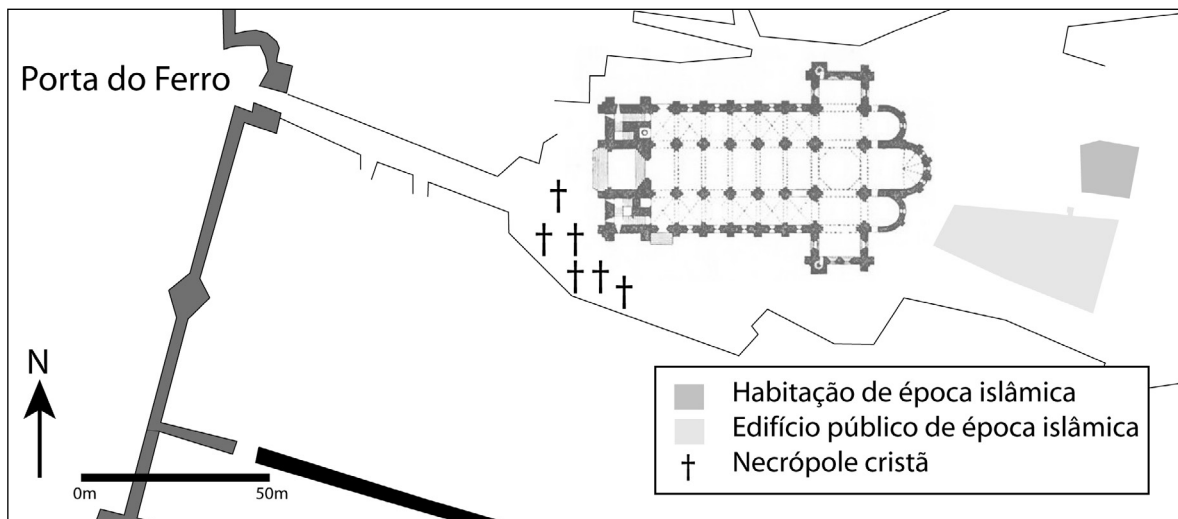 Porta do Ferro
N
0m 50m
Habitação de época islâmica
Edifício público de época islâmica
Necrópole cristã